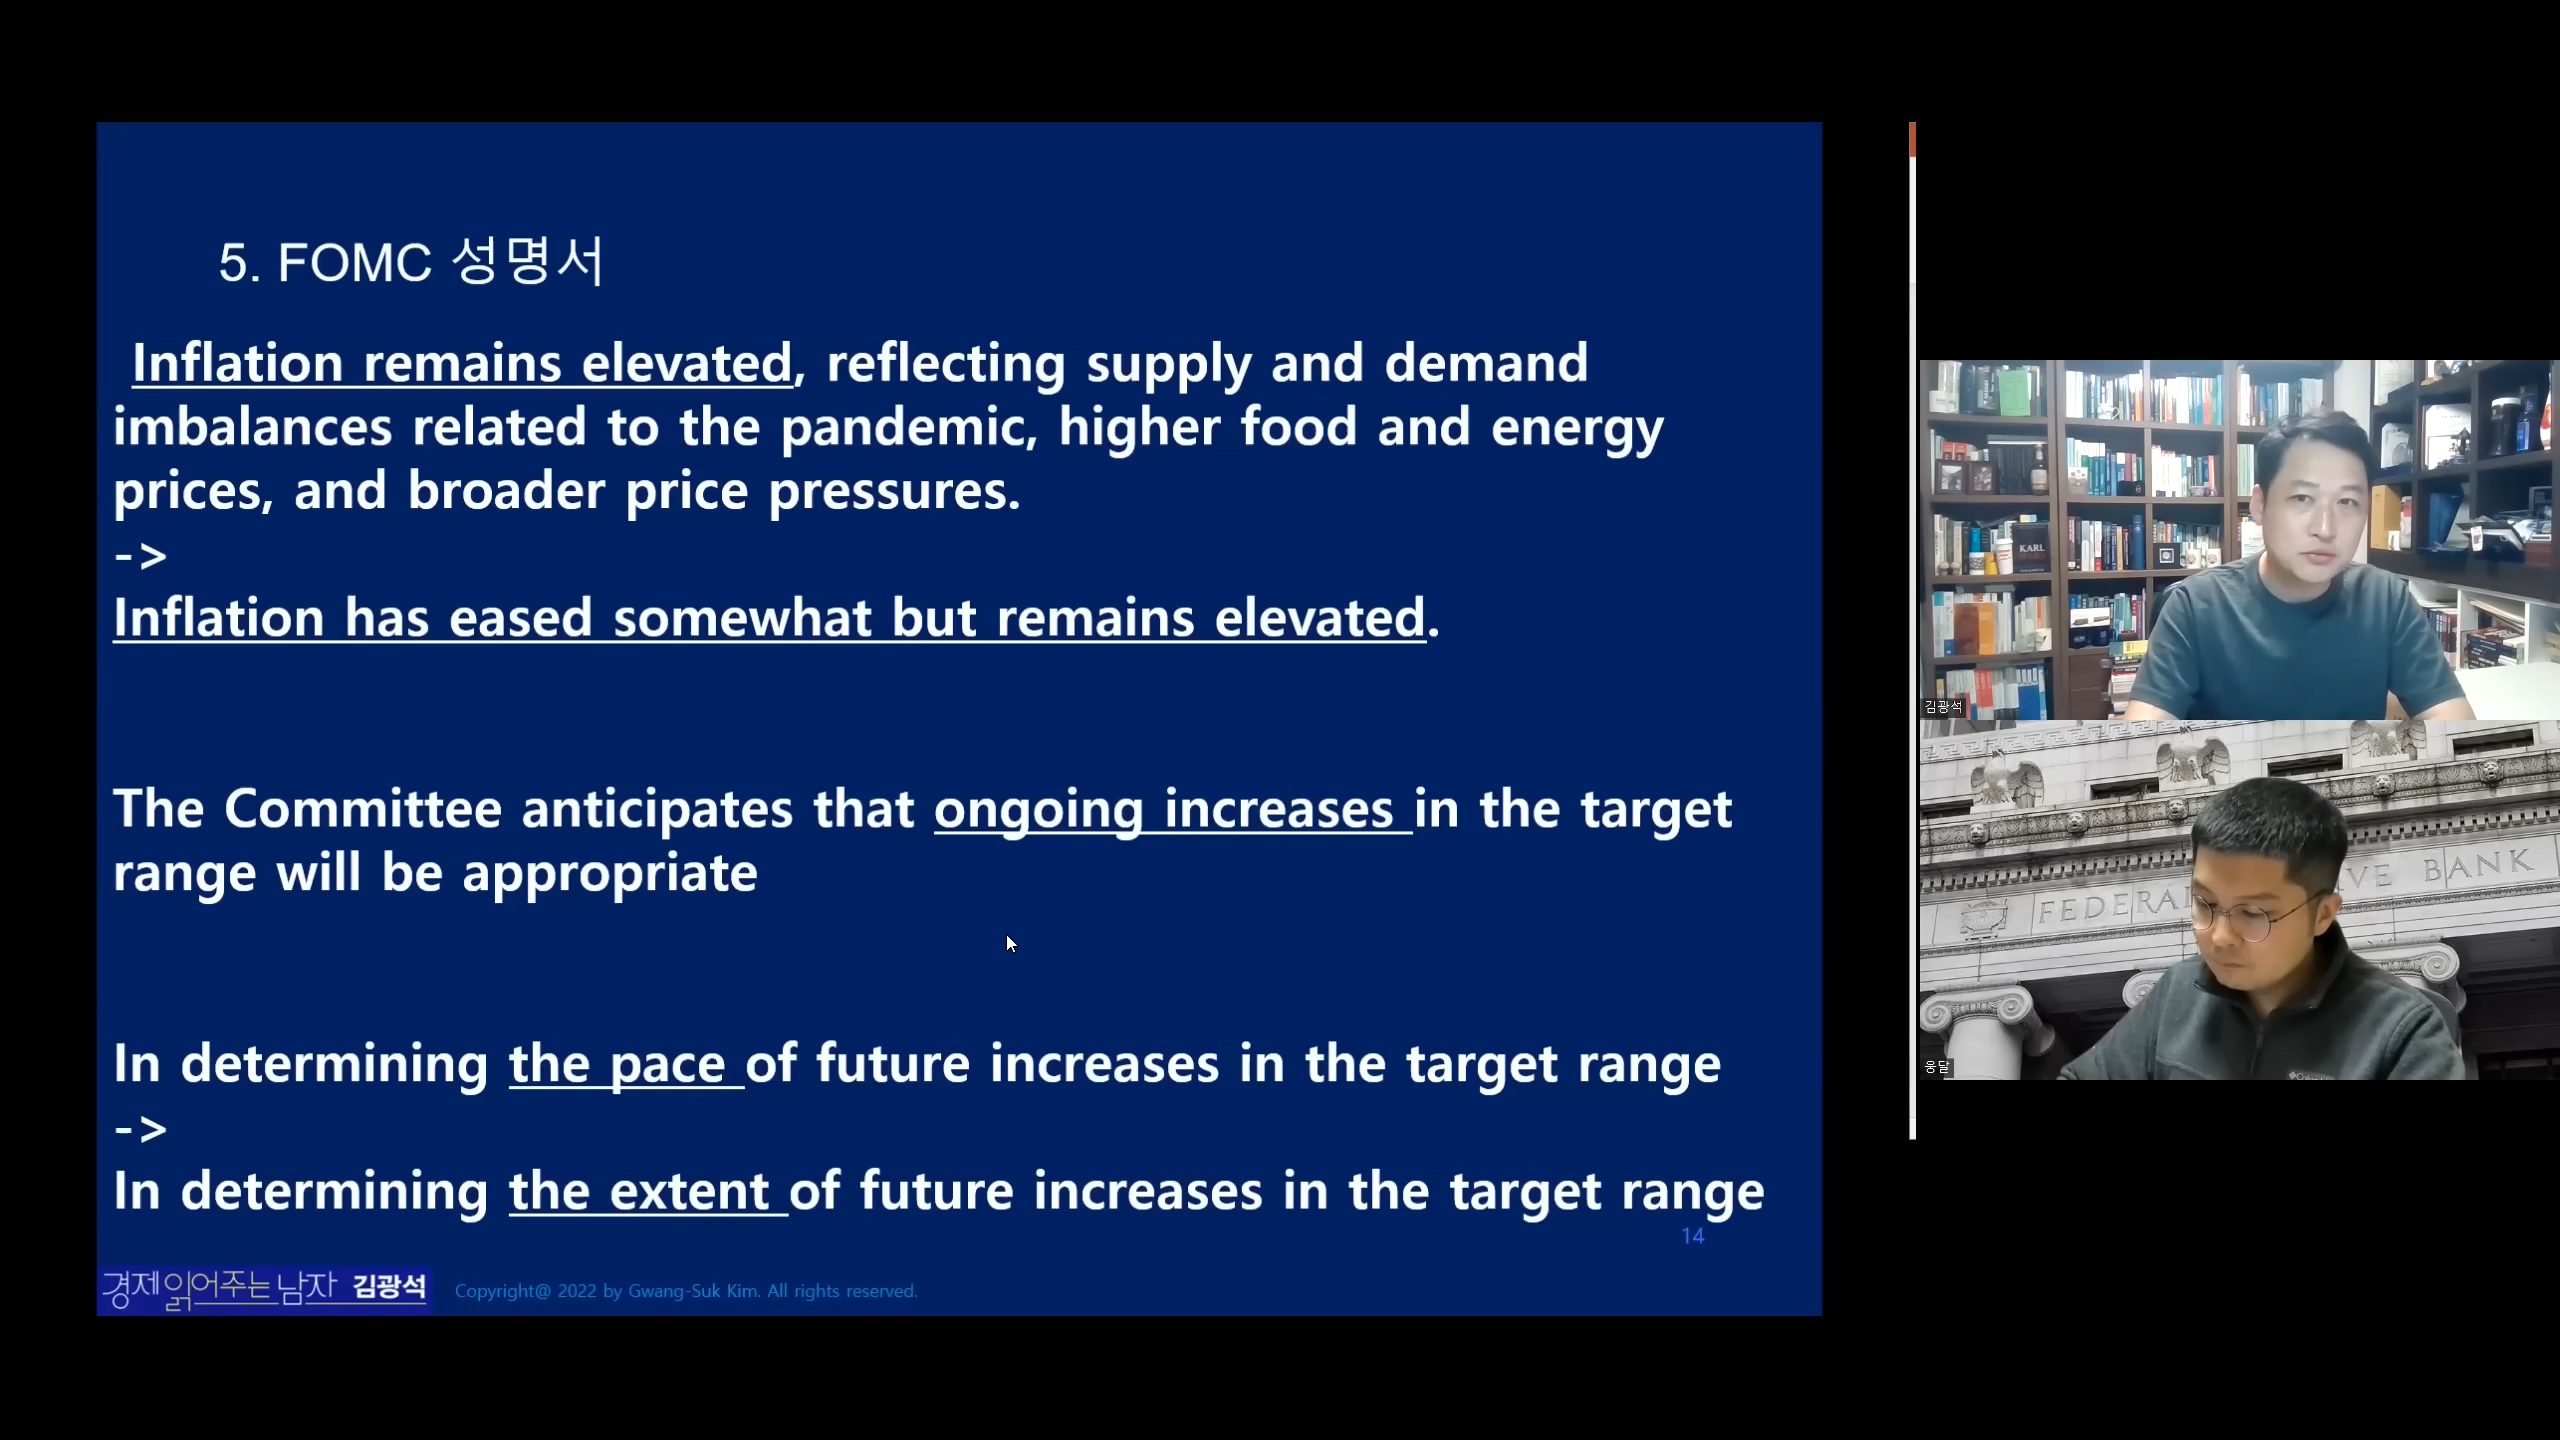 5. FOMC 성명서
Inflation remains elevated, reflecting supply and demand
imbalances related to the pandemic, higher food and energy
prices, and broader price pressures.
->
Inflation has eased somewhat but remains elevated.
The Committee anticipates that ongoing increases in the target
range will be appropriate
In determining the pace of future increases in the target range
->
In determining the extent of future increases in the target range
14
경제 읽어주는 남자 김광석
Copyright@ 2022 by Gwang-Suk Kim. All rights reserved.
KARL
김광석
FEDERA
VE BANK
웅달